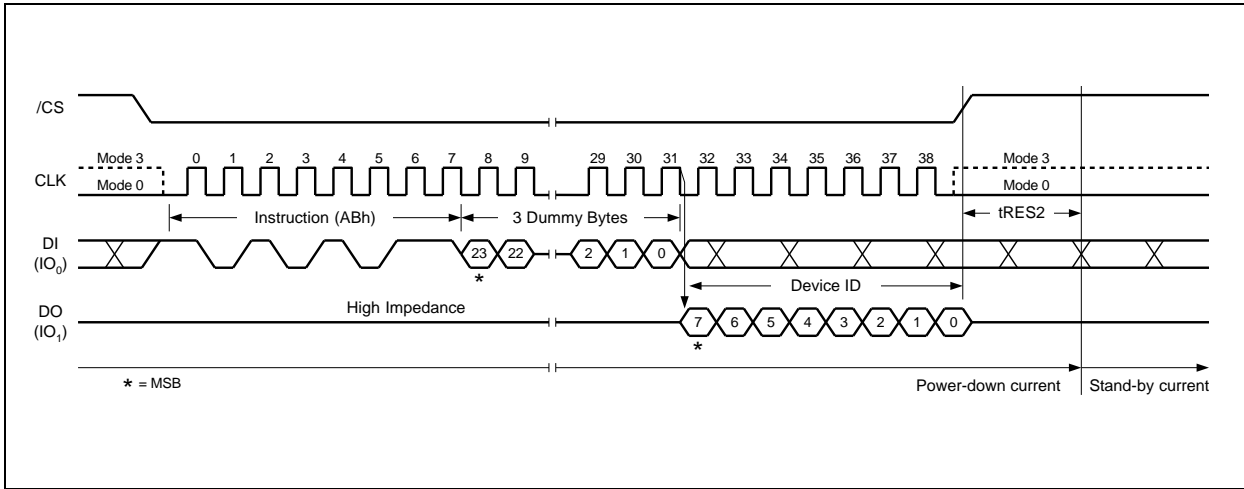 /CS
Mode 3 0 1 2 3 4 5 6 7 8 9 29 30 31 32 33 34 35 36 37 38 Mode 3
CLK Mode 0 Mode 0
Instruction (ABh) 3 Dummy Bytes tRES2
DI
(IO0) 23 22 2 1 0
*
Device ID
DO High Impedance
(IO1) 7 6 5 4 3 2 1 0
*
* = MSB
Power-down current Stand-by current